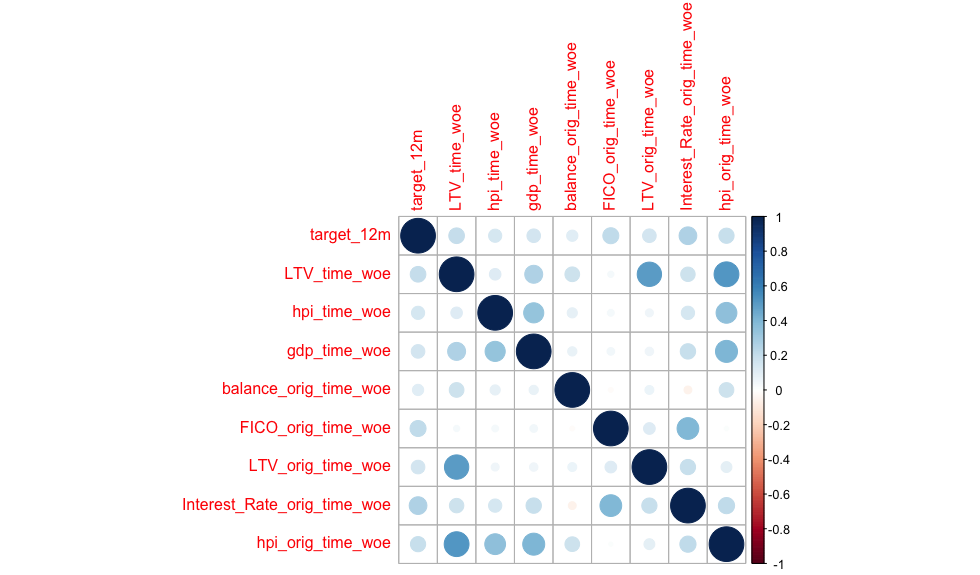 target_12m
LTV_time_woe
hpi_time_woe
gdp_time_woe
balance_orig_time_woe
FICO_orig_time_woe
LTV_orig_time_woe
Interest_Rate_orig_time_woe
hpi_orig_time_woe
target_12m
LTV_time_woe
hpi_time_woe
gdp_time_woe
balance_orig_time_woe
FICO_orig_time_woe
LTV_orig_time_woe
Interest_Rate_orig_time_woe
hpi_orig_time_woe
1
0.8
0.6
0.4
0.2
0
-0.2
-0.4
-0.6
-0.8
-1